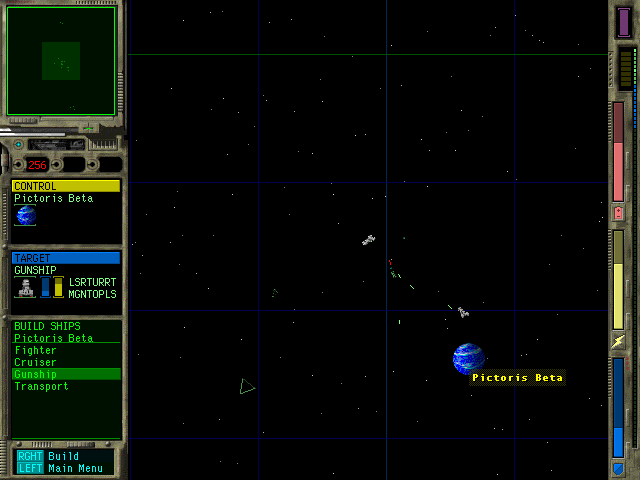 256
CONTROL
Pictoris Beta
TARGET
GUNSHIP
LSRTURRT
MGNTOPLS
BUILD SHIPS
Pictoris Beta
Fighter
Cruiser
Gunship
Transport
RGHT Build
LEFT Main Menu
Pictoris Beta